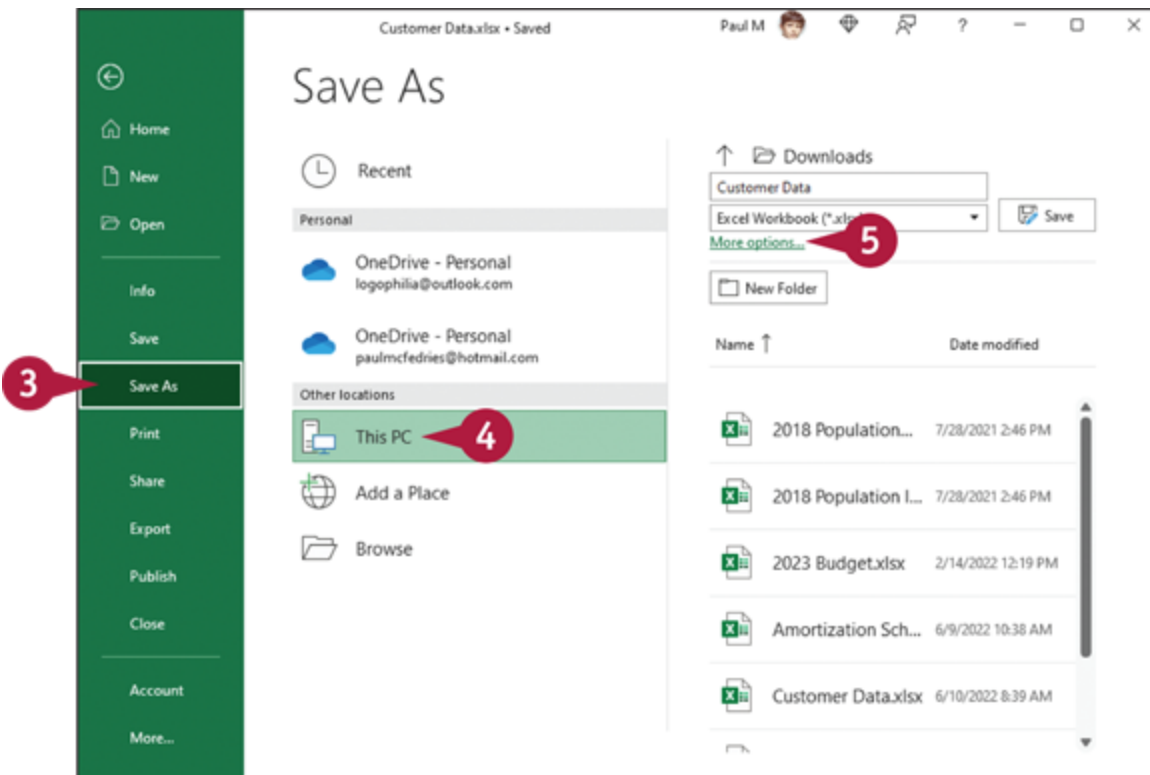 Customer Data.xlsx • Saved
Paul M
?
Save As
Home
New
Open
Info
Save
3
Save As
Print
Share
Export
Publish
Close
Account
More...
Recent
Personal
OneDrive - Personal
logophilia@outlook.com
OneDrive - Personal
paulmcfedries@hotmail.com
Other locations
This PC
4
Add a Place
Browse
Downloads
Customer Data
Excel Workbook
Save
More options...
5
New Folder
Name
Date modified
2018 Population... 7/28/2021 2:46 PM
2018 Population I... 7/28/2021 2:46 PM
2023 Budget.xlsx 2/14/2022 12:19 PM
Amortization Sch... 6/9/2022 10:38 AM
Customer Data.xlsx 6/10/2022 8:39 AM